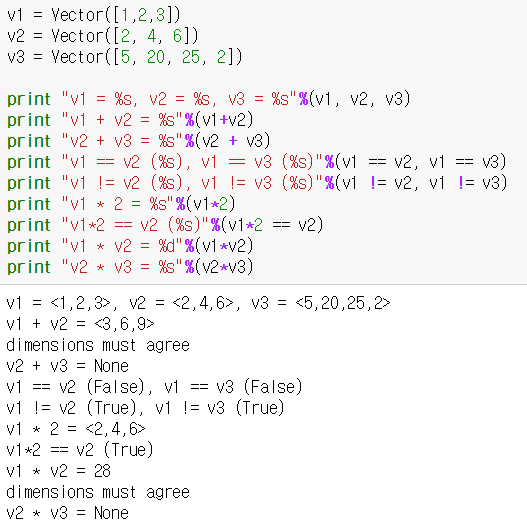 v1 = Vector([1,2,3])
v2 = Vector([2, 4, 6])
v3 = Vector([5, 20, 25, 2])
print "v1 = %s, v2 = %s, v3 = %s"%(v1, v2, v3)
print "v1 + v2 = %s"%(v1+v2)
print "v2 + v3 = %s"%(v2 + v3)
print "v1 == v2 (%s), v1 == v3 (%s)"%(v1 == v2, v1 == v3)
print "v1 != v2 (%s), v1 != v3 (%s)"%(v1 != v2, v1 != v3)
print "v1 * 2 = %s"%(v1*2)
print "v1*2 == v2 (%s)"%(v1*2 == v2)
print "v1 * v2 = %d"%(v1*v2)
print "v2 * v3 = %s"%(v2*v3)
v1 = <1,2,3>, v2 = <2,4,6>, v3 = <5,20,25,2>
v1 + v2 = <3,6,9>
dimensions must agree
v2 + v3 = None
v1 == v2 (False), v1 == v3 (False)
v1 != v2 (True), v1 != v3 (True)
v1 * 2 = <2,4,6>
v1*2 == v2 (True)
v1 * v2 = 28
dimensions must agree
v2 * v3 = None